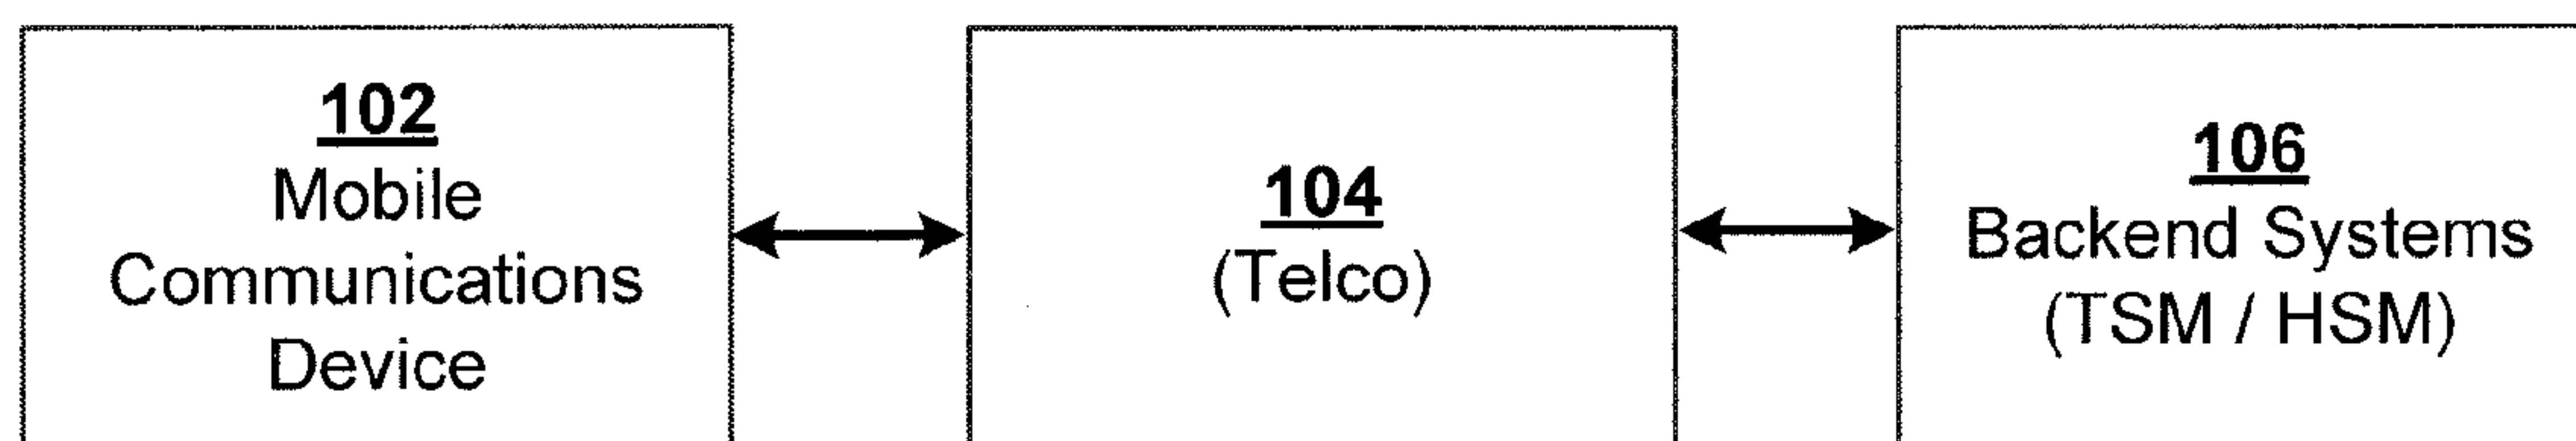 102
Mobile
Communications
Device
104
(Telco)
106
Backend Systems
(TSM / HSM)